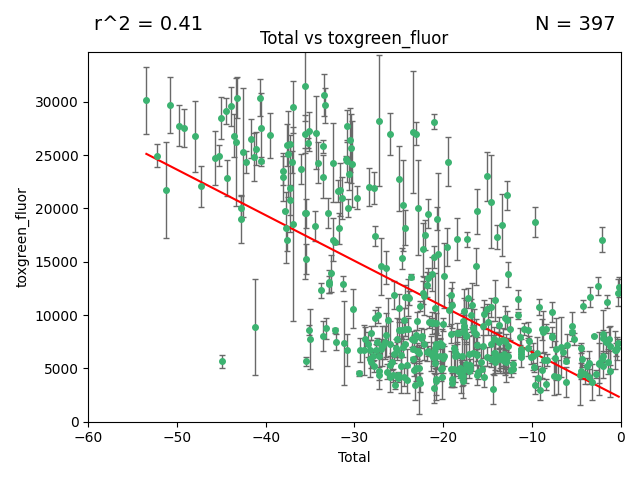 r^2 = 0.41
N = 397
Total vs toxgreen_fluor
toxgreen_fluor
30000
25000
20000
15000
10000
5000
0
−60
−50
−40
−30
−20
−10
0
Total